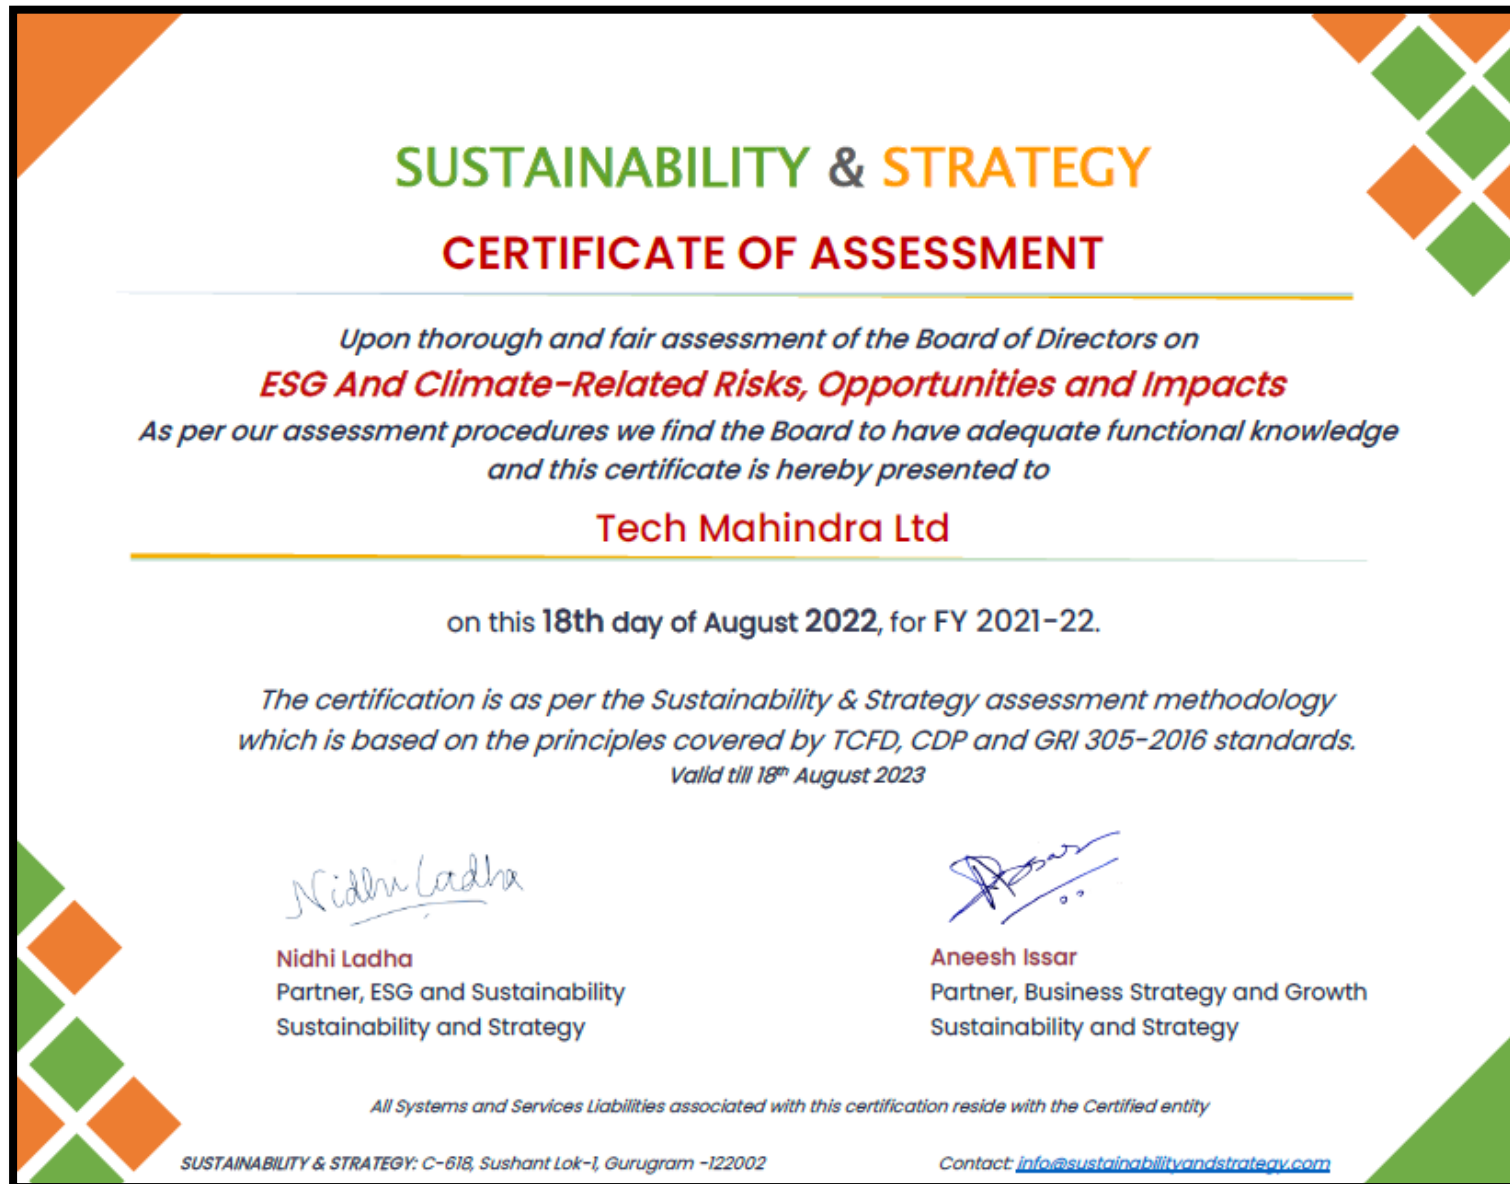 SUSTAINABILITY & STRATEGY
CERTIFICATE OF ASSESSMENT
Upon thorough and fair assessment of the Board of Directors on
ESG And Climate-Related Risks, Opportunities and Impacts
As per our assessment procedures we find the Board to have adequate functional knowledge
and this certificate is hereby presented to
Tech Mahindra Ltd
on this 18th day of August 2022, for FY 2021-22.
The certification is as per the Sustainability & Strategy assessment methodology
which is based on the principles covered by TCFD, CDP and GRI 305-2016 standards.
Valid till 18th August 2023
Nidhi Ladha
Nidhi Ladha
Partner, ESG and Sustainability
Sustainability and Strategy
Aneesh Issar
Partner, Business Strategy and Growth
Sustainability and Strategy
All Systems and Services Liabilities associated with this certification reside with the Certified entity
SUSTAINABILITY & STRATEGY: C-618, Sushant Lok-1, Gurugram -122002
Contact: info@sustainabilityandstrategy.com